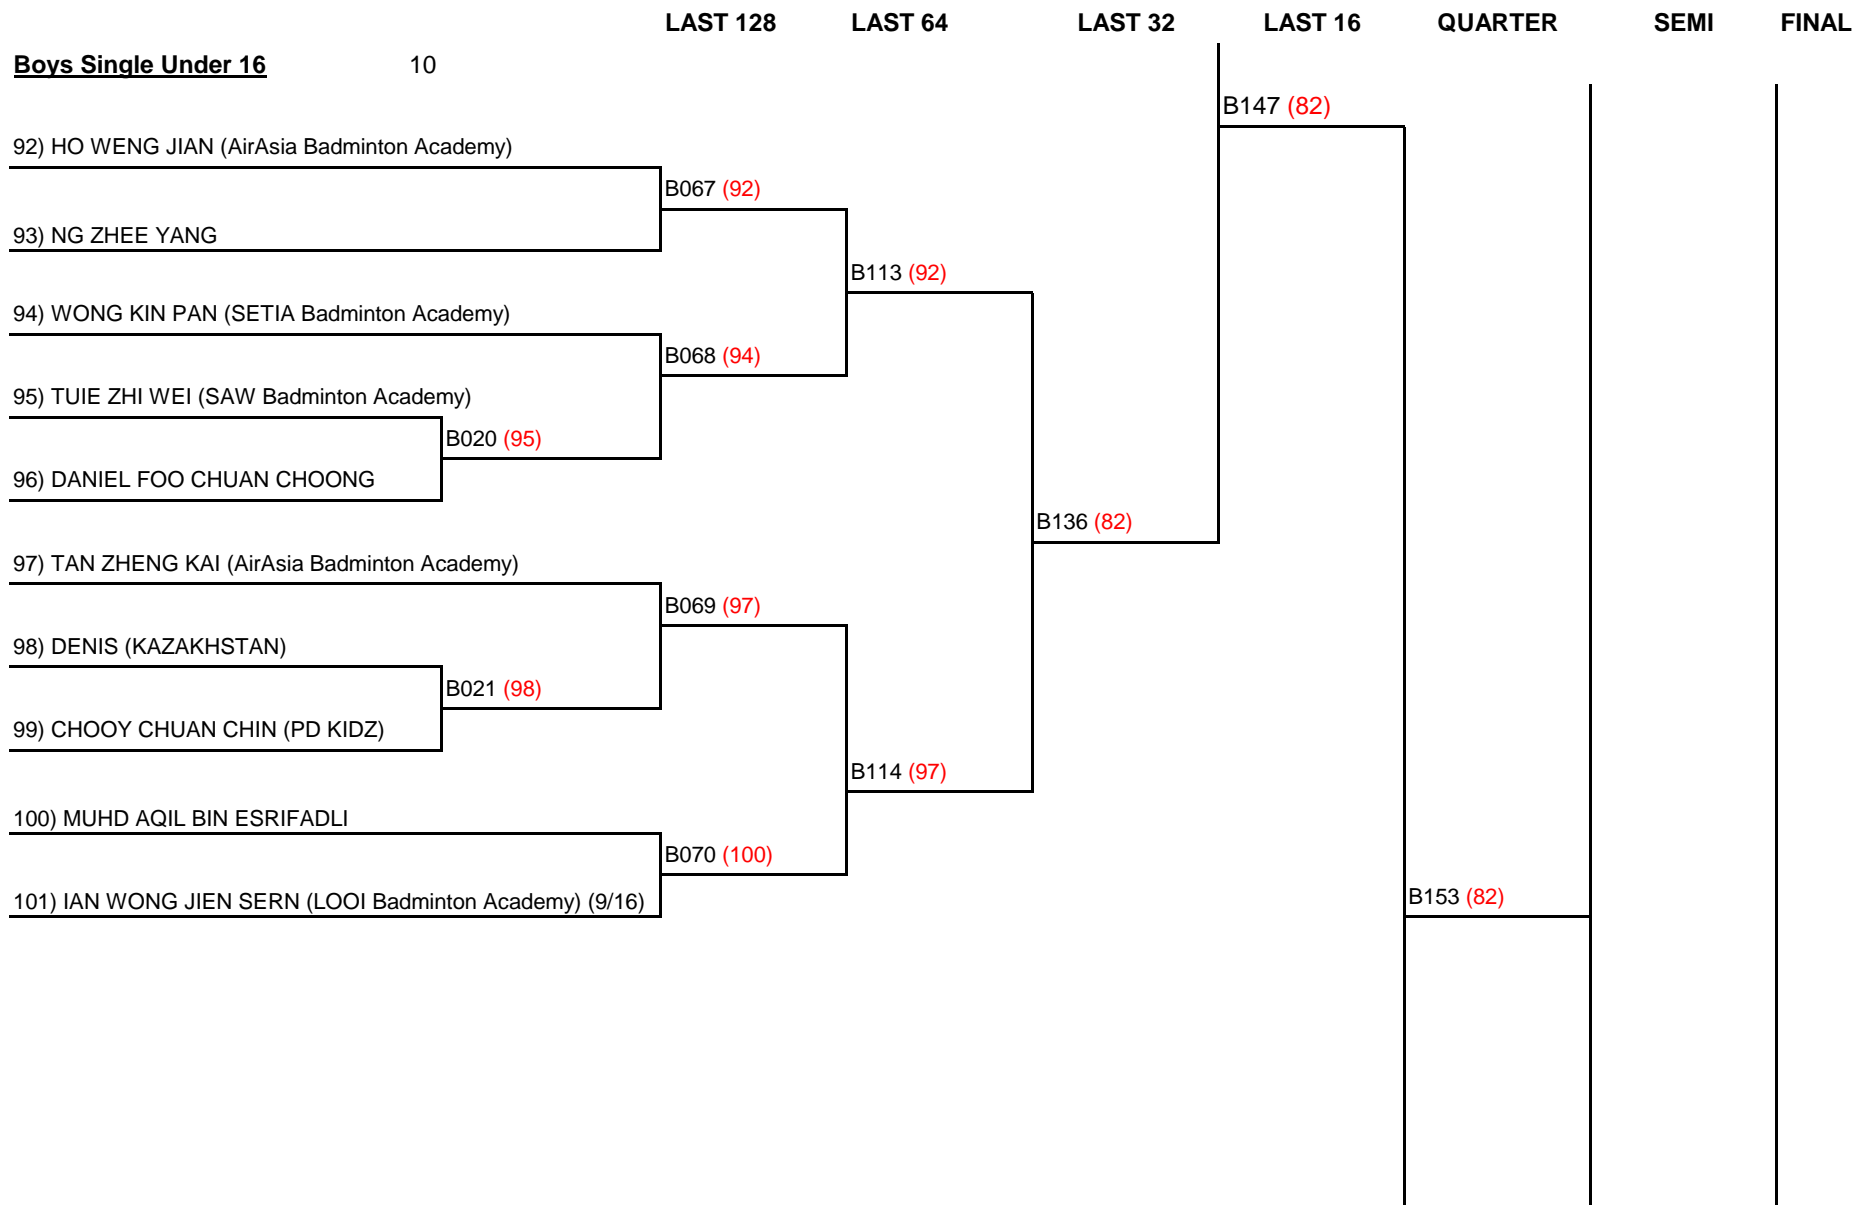 LAST 128 LAST 64 LAST 32 LAST 16 QUARTER SEMI FINAL
Boys Single Under 16 10
B147 (82)
92) HO WENG JIAN (AirAsia Badminton Academy)
B067 (92)
93) NG ZHEE YANG
B113 (92)
94) WONG KIN PAN (SETIA Badminton Academy)
B068 (94)
95) TUIE ZHI WEI (SAW Badminton Academy)
B020 (95)
96) DANIEL FOO CHUAN CHOONG
B136 (82)
97) TAN ZHENG KAI (AirAsia Badminton Academy)
B069 (97)
98) DENIS (KAZAKHSTAN)
B021 (98)
99) CHOOY CHUAN CHIN (PD KIDZ)
B114 (97)
100) MUHD AQIL BIN ESRIFADLI
B070 (100)
101) IAN WONG JIEN SERN (LOOI Badminton Academy) (9/16)
B153 (82)